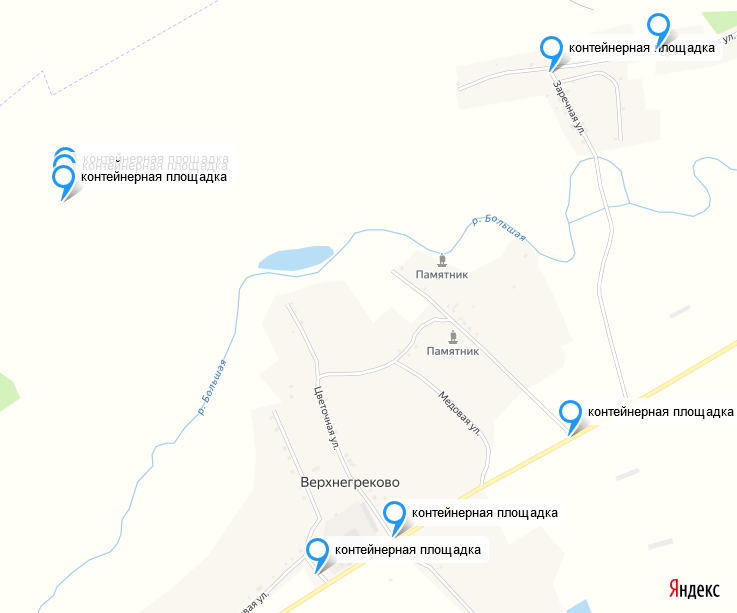 ул.
контейнерная площадка
Заречная ул.
контейнерная площадка
контейнерная площадка
контейнерная площадка
р. Большая
Памятник
Памятник
р. Большая
Цветочная ул.
Медовая ул.
контейнерная площадка
Верхнегреково
контейнерная площадка
контейнерная площадка
Яндекс